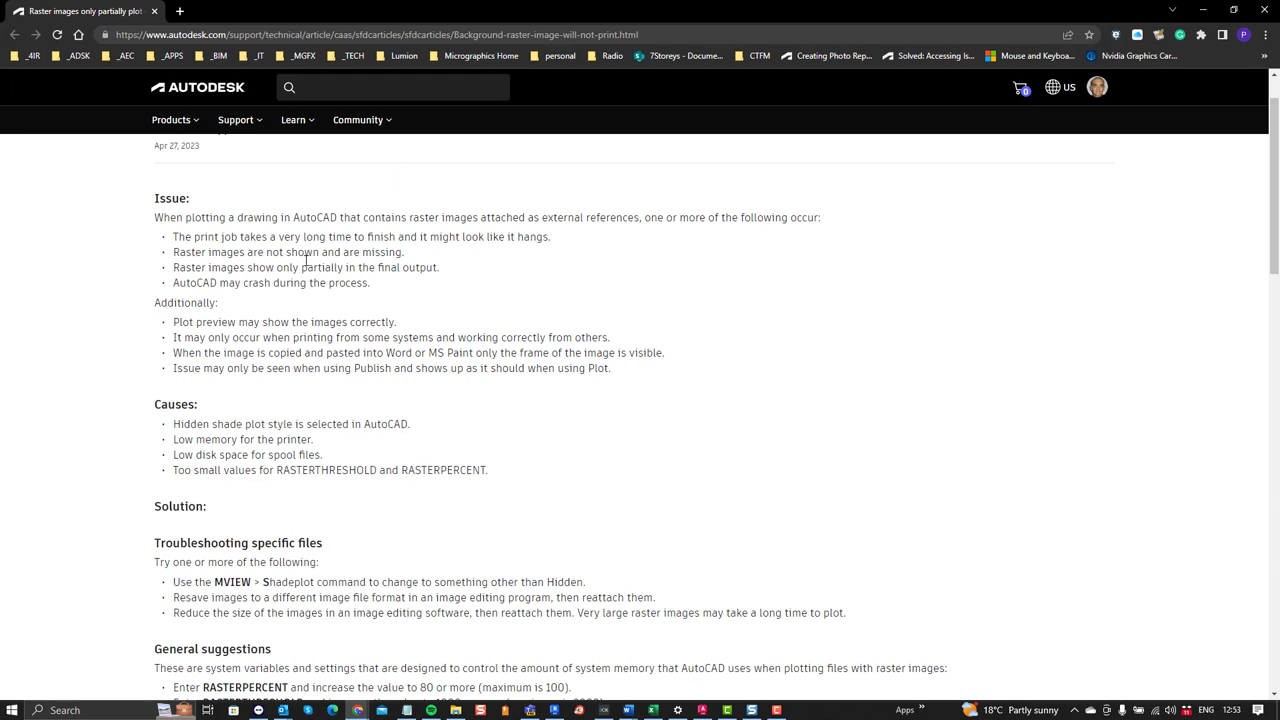 Raster images only partially plot
https://www.autodesk.com/support/technical/article/caas/sfdcarticles/sfdcarticles/Background-raster-image-will-not-print.html
P
_4IR _ADSK _AEC _APPS _BIM _IT _MGFX _TECH Lumion Micrographics Home personal Radio 7Storeys - Docume... CTFM Creating Photo Rep... Solved: Accessing Is... Mouse and Keyboa... Nvidia Graphics Car... »
AUTODESK
0 US
Products Support Learn Community
Apr 27, 2023
Issue:
When plotting a drawing in AutoCAD that contains raster images attached as external references, one or more of the following occur:
· The print job takes a very long time to finish and it might look like it hangs.
· Raster images are not shown and are missing.
· Raster images show only partially in the final output.
· AutoCAD may crash during the process.
Additionally:
· Plot preview may show the images correctly.
· It may only occur when printing from some systems and working correctly from others.
· When the image is copied and pasted into Word or MS Paint only the frame of the image is visible.
· Issue may only be seen when using Publish and shows up as it should when using Plot.
Causes:
· Hidden shade plot style is selected in AutoCAD.
· Low memory for the printer.
· Low disk space for spool files.
· Too small values for RASTERTHRESHOLD and RASTERPERCENT.
Solution:
Troubleshooting specific files
Try one or more of the following:
· Use the MVIEW > Shadeplot command to change to something other than Hidden.
· Resave images to a different image file format in an image editing program, then reattach them.
· Reduce the size of the images in an image editing software, then reattach them. Very large raster images may take a long time to plot.
General suggestions
These are system variables and settings that are designed to control the amount of system memory that AutoCAD uses when plotting files with raster images:
· Enter RASTERPERCENT and increase the value to 80 or more (maximum is 100).
Search Apps » 18°C Partly sunny ENG 12:53